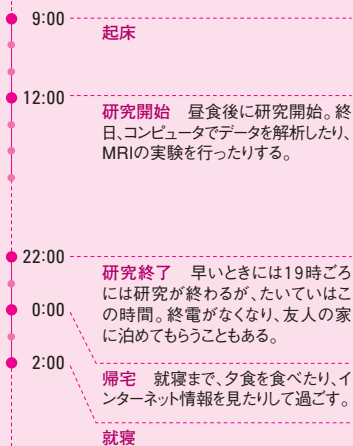 9:00
起床
12:00
研究開始　昼食後に研究開始。終
日、コンピュータでデータを解析したり、
MRIの実験を行ったりする。
22:00
研究終了　早いときには19時ごろ
には研究が終わるが、たいていはこ
の時間。終電がなくなり、友人の家
に泊めてもらうこともある。
0:00
帰宅　就寝まで、夕食を食べたり、イ
ンターネット情報を見たりして過ごす。
2:00
就寝